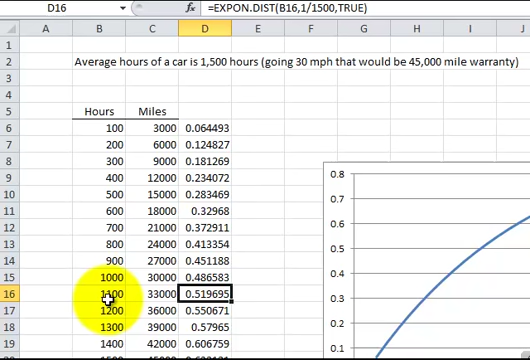 D16 =EXPON.DIST(B16,1/1500,TRUE)
A B C D E F G H I J
1
2 Average hours of a car is 1,500 hours (going 30 mph that would be 45,000 mile warranty)
3
4
5 Hours Miles
6 100 3000 0.064493
7 200 6000 0.124827
8 300 9000 0.181269 0.8
9 400 12000 0.234072
10 500 15000 0.283469 0.7
11 600 18000 0.32968 0.6
12 700 21000 0.372911
13 800 24000 0.413354 0.5
14 900 27000 0.451188 0.4
15 1000 30000 0.486583 0.3
16 1100 33000 0.519695
17 1200 36000 0.550671 0.2
18 1300 39000 0.57965
19 1400 42000 0.606759 0.1